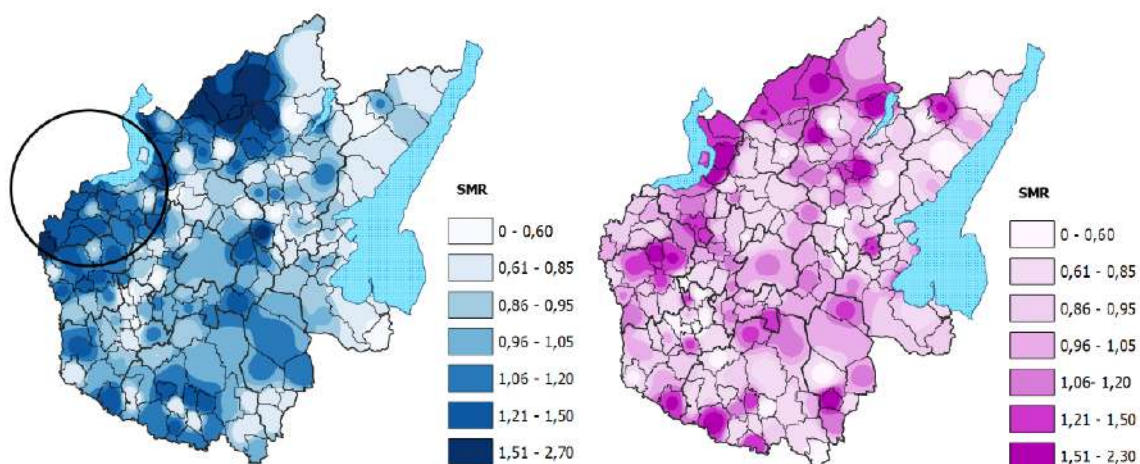 SMR
0 - 0,60
0,61 - 0,85
0,86 - 0,95
0,96 - 1,05
1,06 - 1,20
1,21 - 1,50
1,51 - 2,70
SMR
0 - 0,60
0,61 - 0,85
0,86 - 0,95
0,96 - 1,05
1,06- 1,20
1,21 - 1,50
1,51 - 2,30